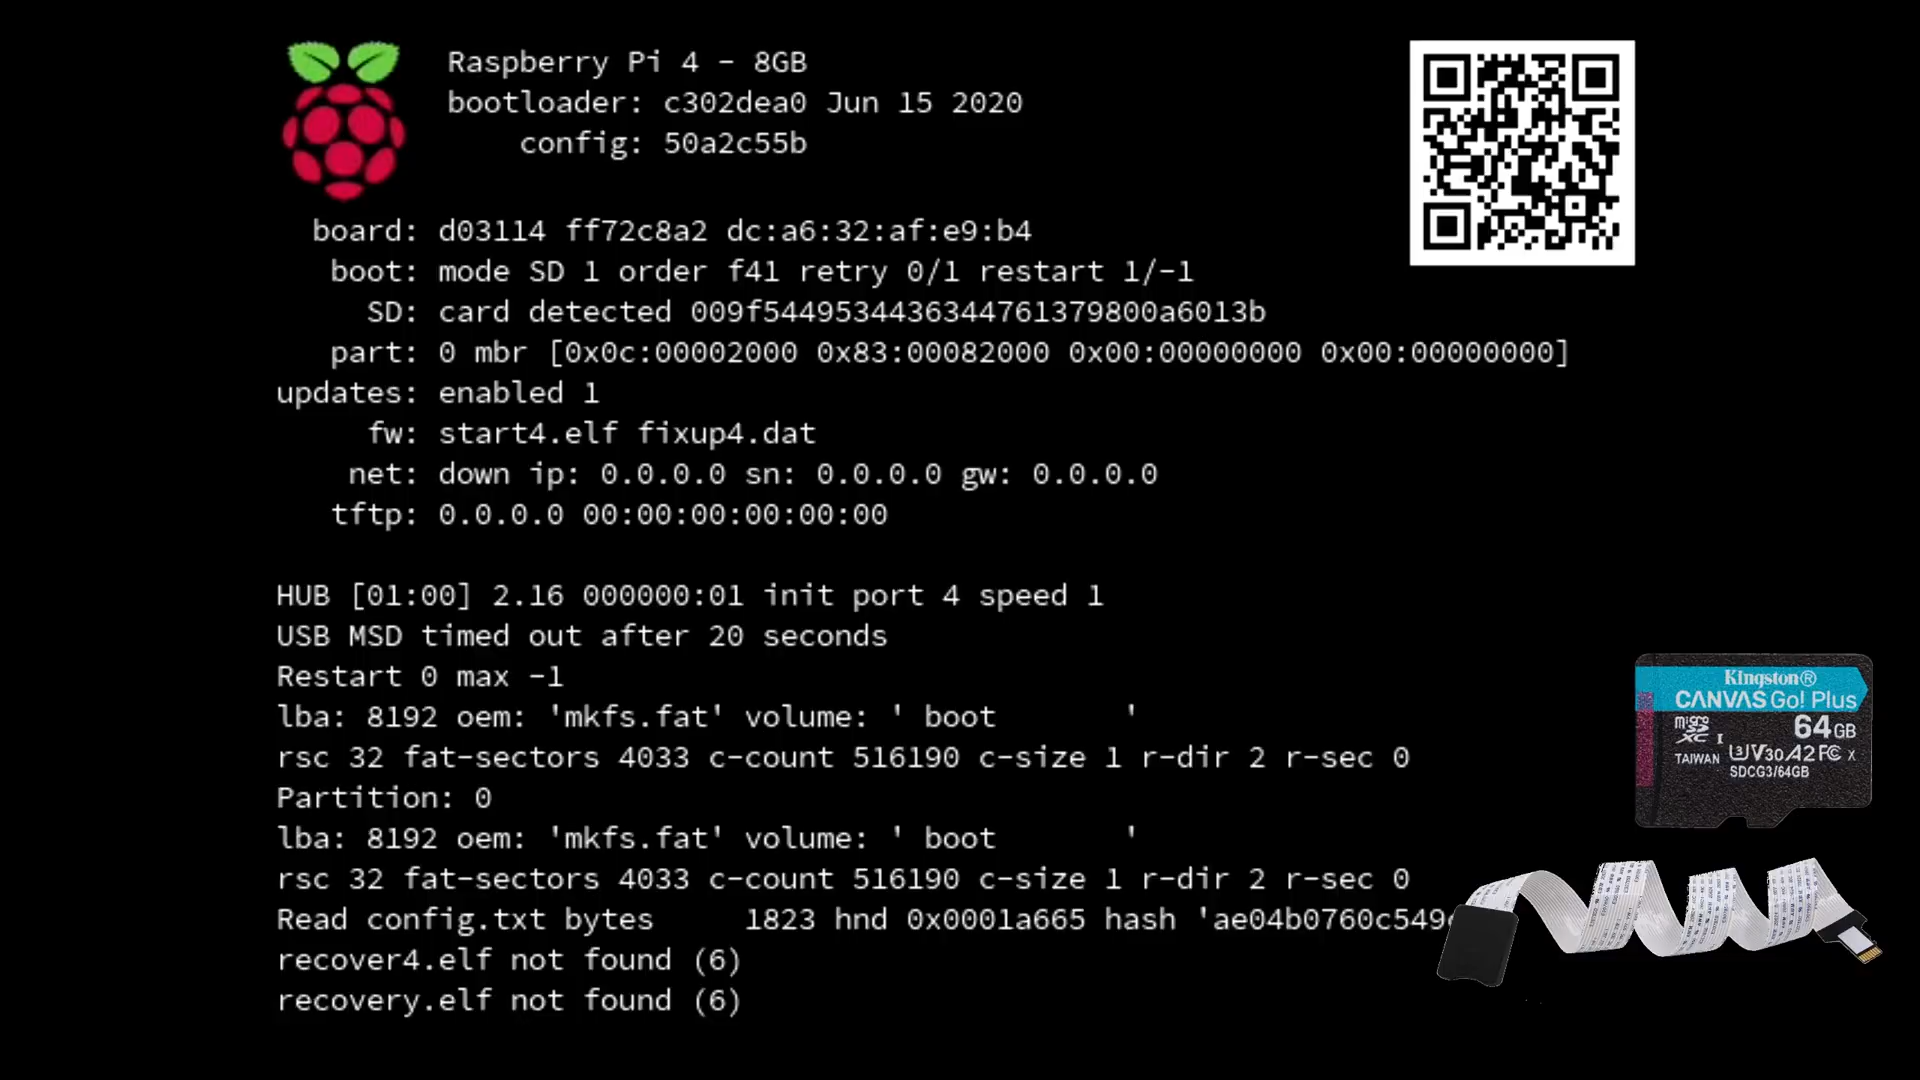 Raspberry Pi 4 - 8GB
bootloader: c302dea0 Jun 15 2020
config: 50a2c55b
board: d03114 ff72c8a2 dc:a6:32:af:e9:b4
boot: mode SD 1 order f41 retry 0/1 restart 1/-1
SD: card detected 009f5449534436344761379800a6013b
part: 0 mbr [0x0c:00002000 0x83:00082000 0x00:00000000 0x00:00000000]
updates: enabled 1
fw: start4.elf fixup4.dat
net: down ip: 0.0.0.0 sn: 0.0.0.0 gw: 0.0.0.0
tftp: 0.0.0.0 00:00:00:00:00:00
HUB [01:00] 2.16 000000:01 init port 4 speed 1
USB MSD timed out after 20 seconds
Restart 0 max -1
lba: 8192 oem: 'mkfs.fat' volume: ' boot       '
rsc 32 fat-sectors 4033 c-count 516190 c-size 1 r-dir 2 r-sec 0
Partition: 0
lba: 8192 oem: 'mkfs.fat' volume: ' boot       '
rsc 32 fat-sectors 4033 c-count 516190 c-size 1 r-dir 2 r-sec 0
Read config.txt bytes     1823 hnd 0x0001a665 hash 'ae04b0760c549
recover4.elf not found (6)
recovery.elf not found (6)
Kingston®
CANVAS Go! Plus
micro SD XC I 64GB
TAIWAN U3 V30 A2 FC X
SDCG3/64GB